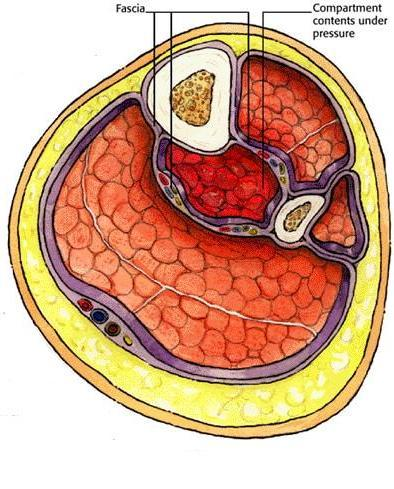 Fascia
Compartment
contents under
pressure